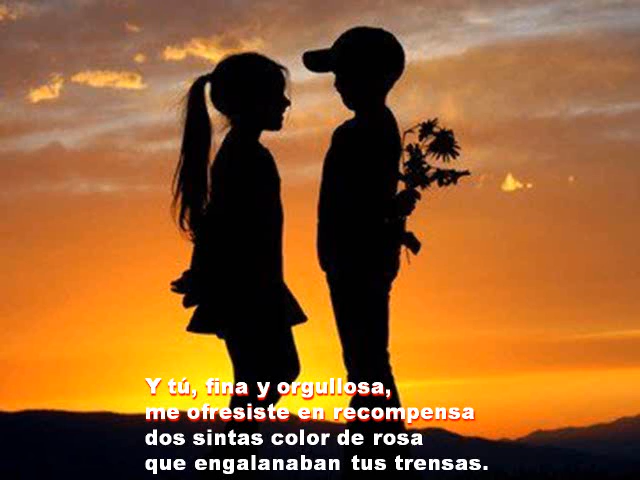 Y tú, fina y orgullosa,
me ofresiste en recompensa
dos sintas color de rosa
que engalanaban tus trensas.